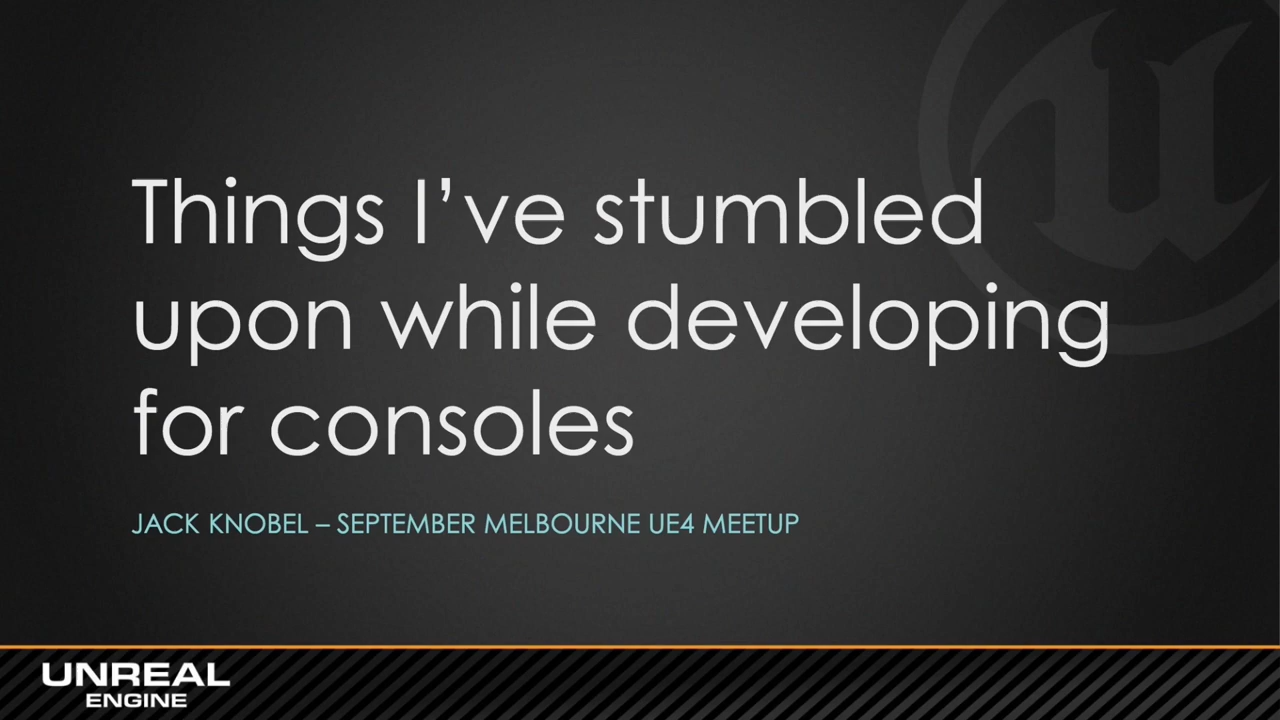 Things I’ve stumbled
upon while developing
for consoles
JACK KNOBEL – SEPTEMBER MELBOURNE UE4 MEETUP
UNREAL
ENGINE